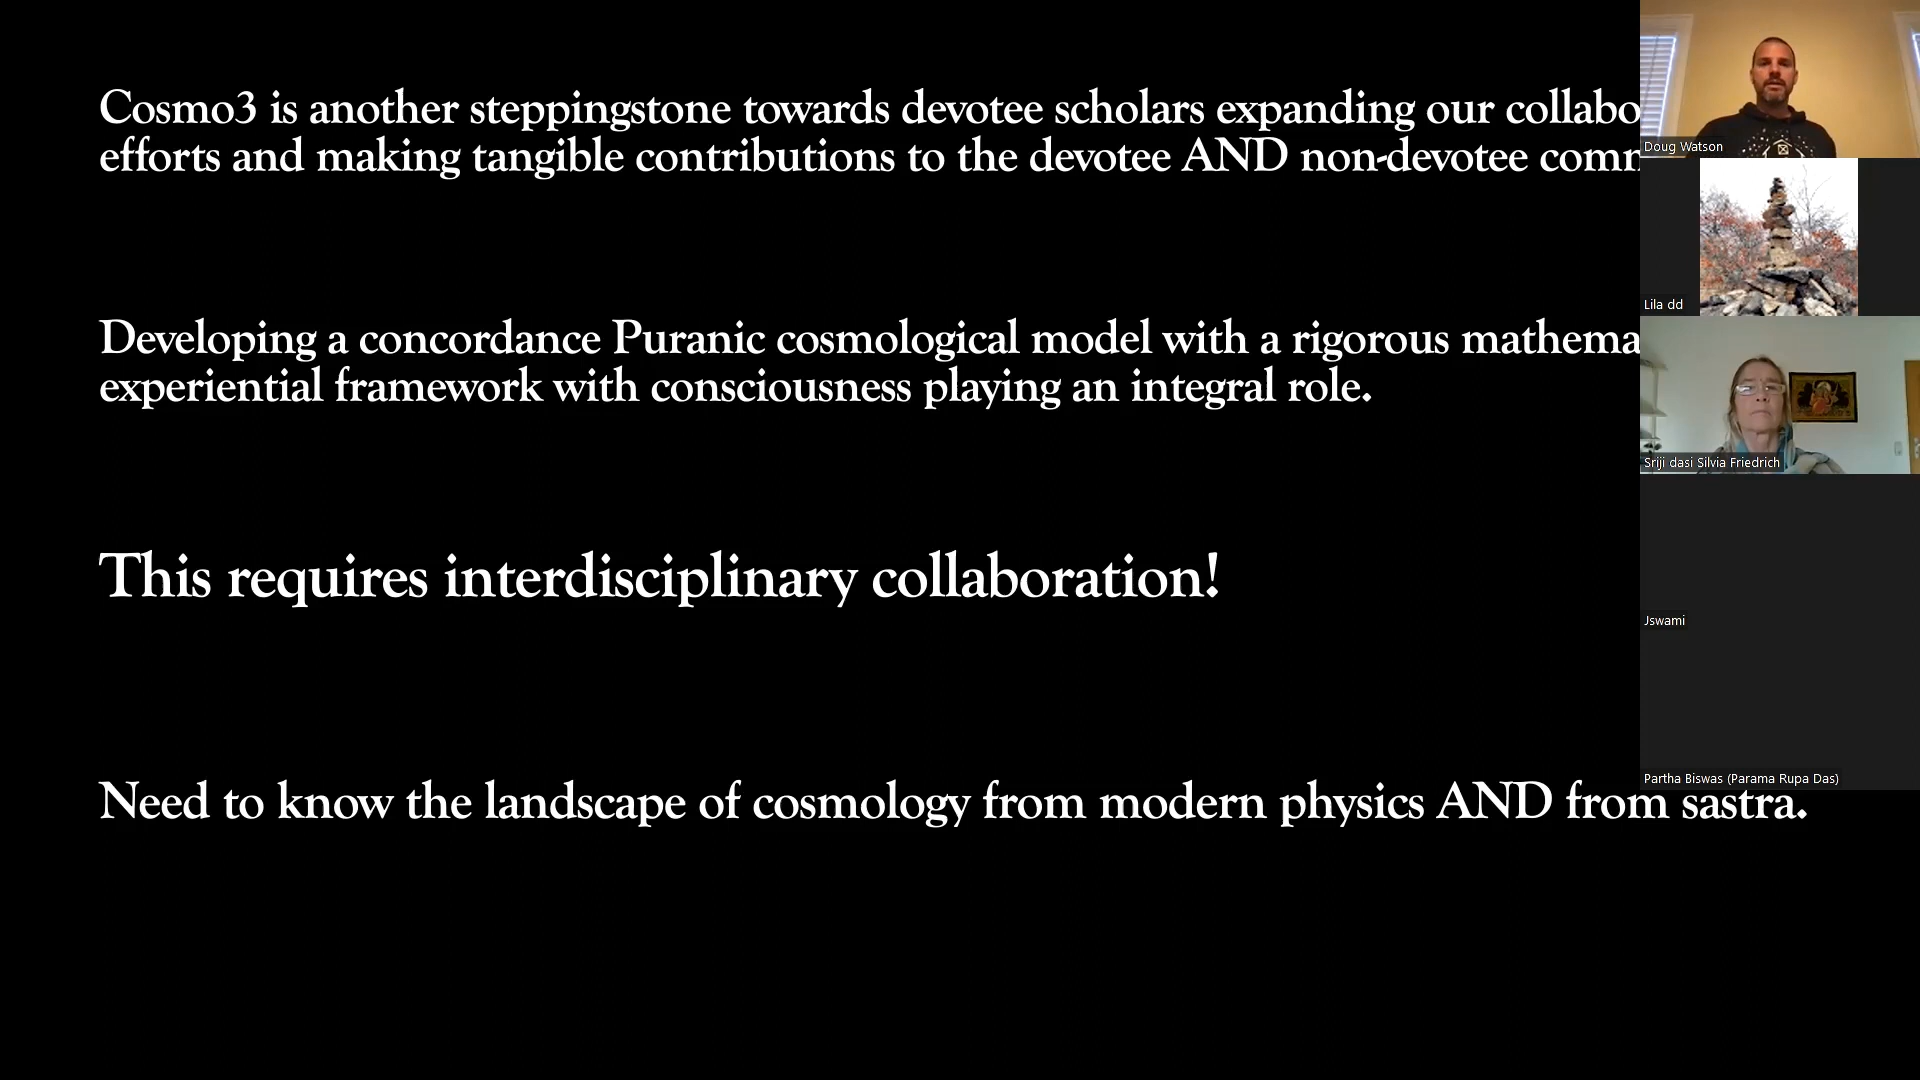 Cosmo3 is another steppingstone towards devotee scholars expanding our
efforts and making tangible contributions to the devotee AND non-devotee
Developing a concordance Puranic cosmological model with a rigorous
experiential framework with consciousness playing an integral role.
This requires interdisciplinary collaboration!
Need to know the landscape of cosmology from modern physics AND from sastra.
Doug Watson
Lila dd
Sriji dasi Silvia Friedrich
Jswami
Partha Biswas (Parama Rupa Das)